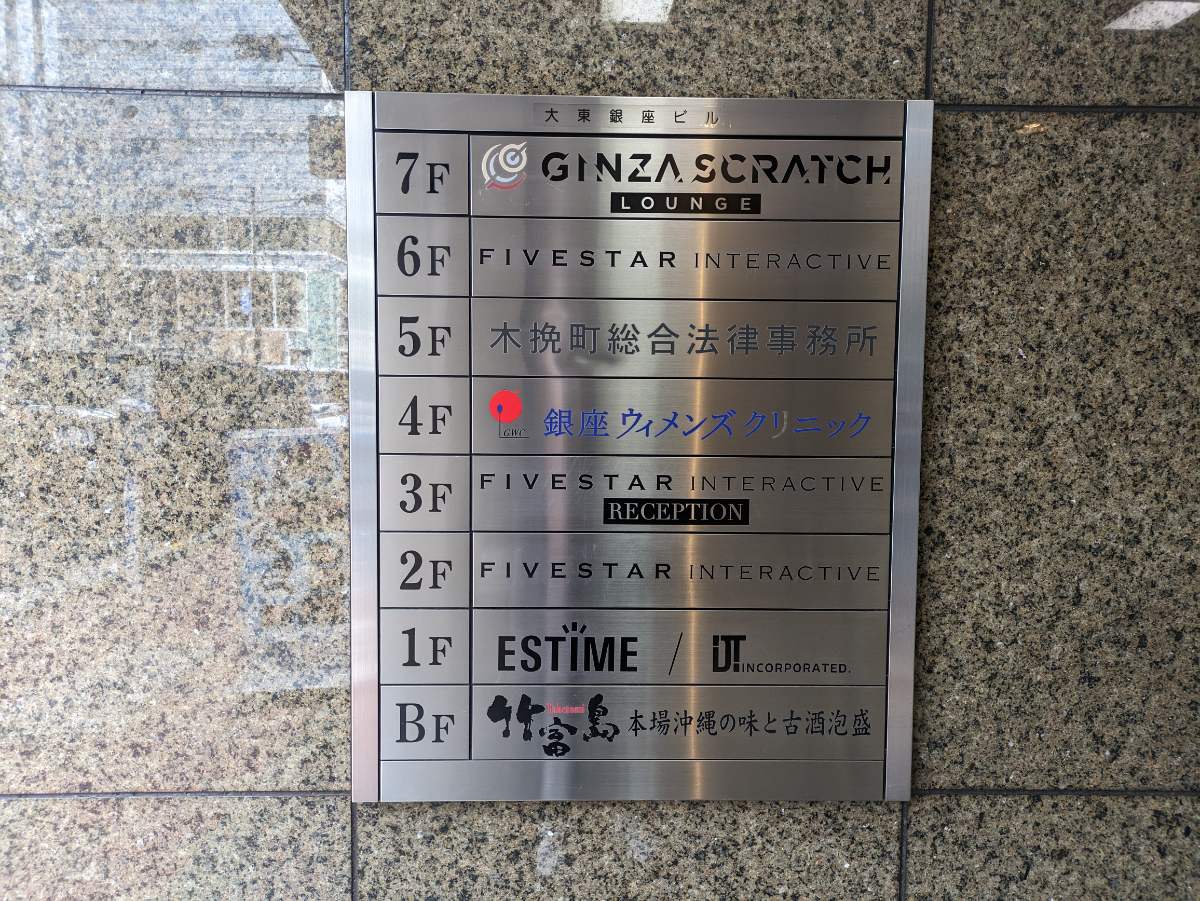 大東銀座ビル
7F GINZA SCRATCH
LOUNGE
6F FIVESTAR INTERACTIVE
5F 木挽町総合法律事務所
4F GWC 銀座ウィメンズクリニック
3F FIVESTAR INTERACTIVE
RECEPTION
2F FIVESTAR INTERACTIVE
1F ESTIME / IDT INCORPORATED.
BF 竹富島 Taketomi 本場沖縄の味と古酒泡盛